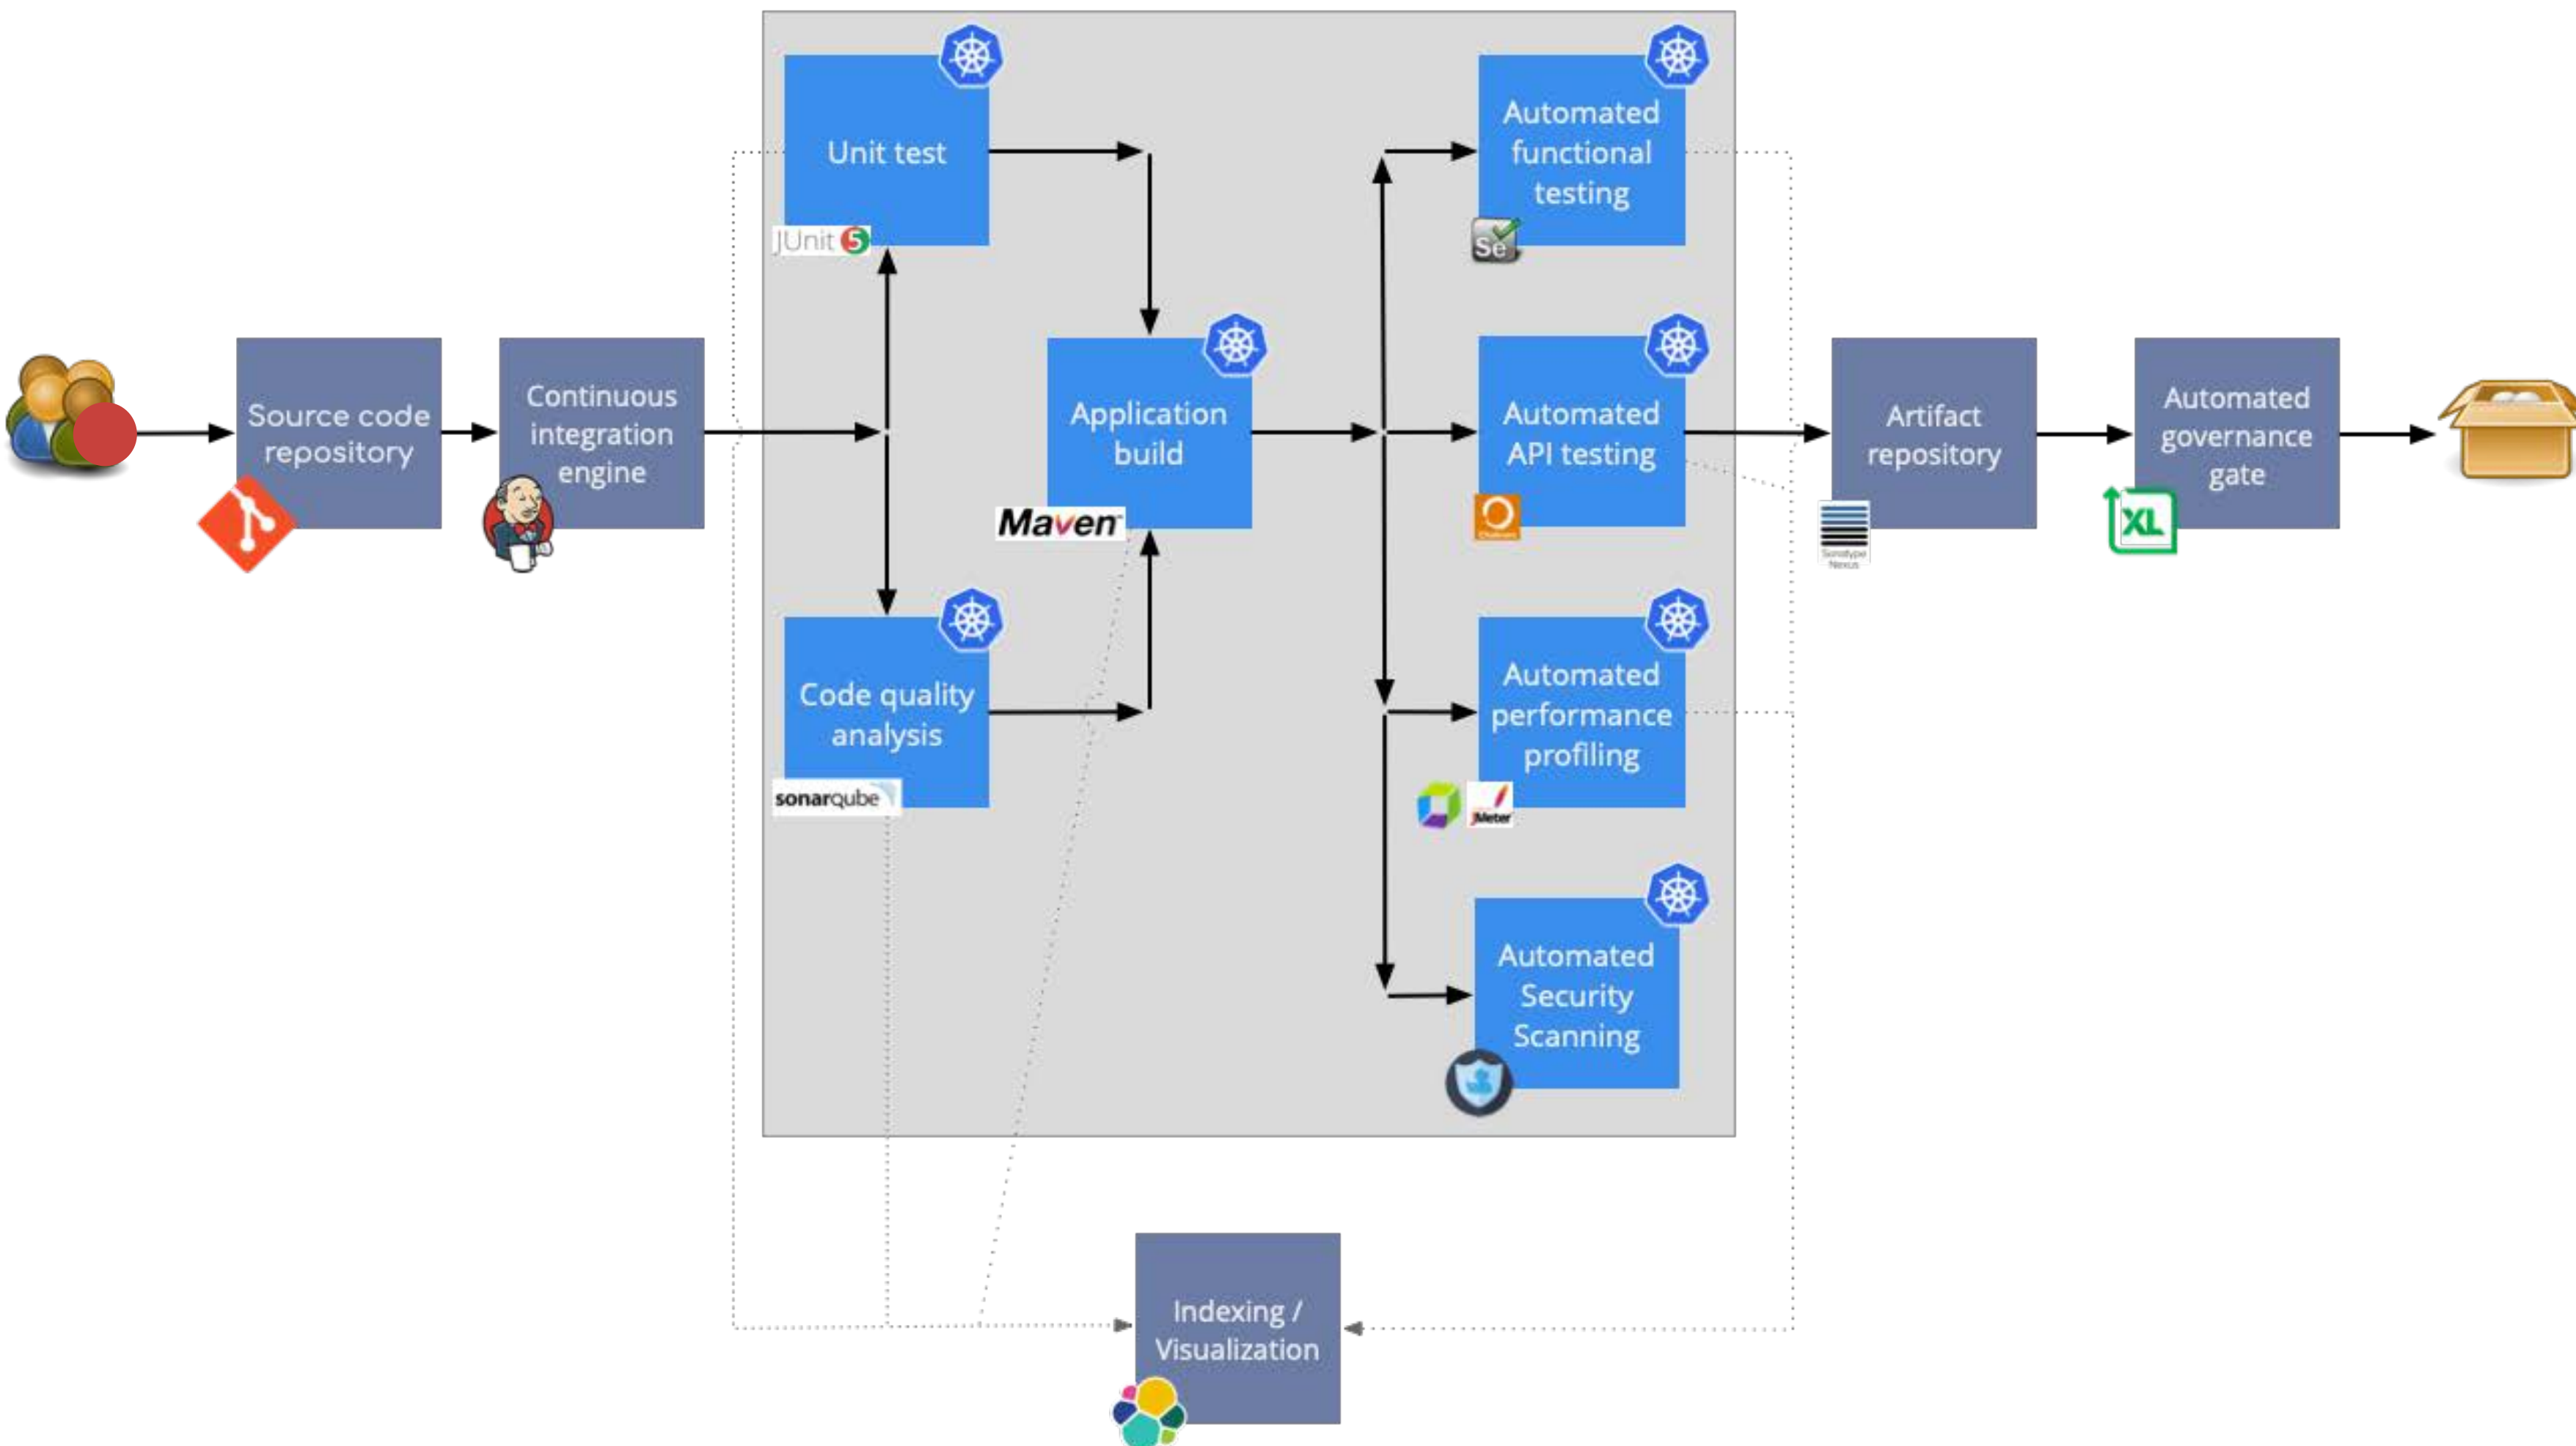 Unit test
JUnit 5
Automated
functional
testing
Se
Source code
repository
Continuous
integration
engine
Application
build
Maven
Automated
API testing
Artifact
repository
Sonatype
Nexus
Automated
governance
gate
XL
Code quality
analysis
sonarqube
Automated
performance
profiling
JMeter
Automated
Security
Scanning
Indexing /
Visualization